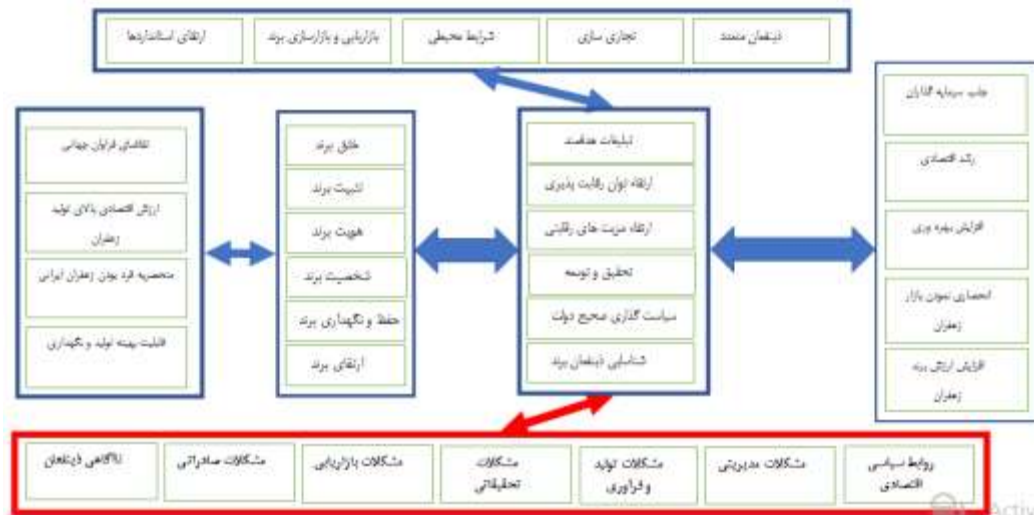 ذینفعان متعدد
تجاری سازی
شرایط محیطی
بازاریابی و بازارسازی برند
ارتقای استانداردها
جذب سرمایه گذاران
رشد اقتصادی
افزایش بهره وری
انحصاری نمودن بازار
زعفران
افزایش ارزش برند
زعفران
تبلیغات هدفمند
ارتقاء توان رقابت پذیری
ارتقاء مزیت های رقابتی
تحقیق و توسعه
سیاست گذاری صحیح دولت
شناسایی ذینفعان برند
خلق برند
تثبیت برند
هویت برند
شخصیت برند
حفظ و نگهداری برند
ارتقای برند
تقاضای فراوان جهانی
ارزش اقتصادی بالای تولید
زعفران
منحصربه فرد بودن زعفران ایرانی
قابلیت بهینه تولید و نگهداری
روابط سیاسی
اقتصادی
مشکلات مدیریتی
مشکلات تولید
و فرآوری
مشکلات
تحقیقاتی
مشکلات بازاریابی
مشکلات صادراتی
ناآگاهی ذینفعان
Activ